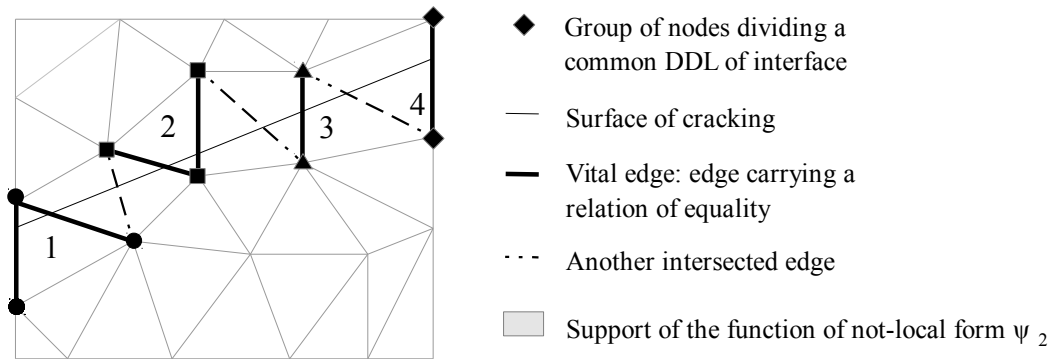 1
2
3
4
Group of nodes dividing a
common DDL of interface
Surface of cracking
Vital edge: edge carrying a
relation of equality
Another intersected edge
Support of the function of not-local form ψ 2